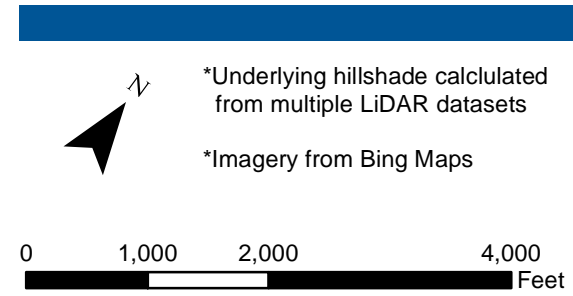 N
*Underlying hillshade calclulated
from multiple LiDAR datasets
*Imagery from Bing Maps
0 1,000 2,000 4,000
Feet